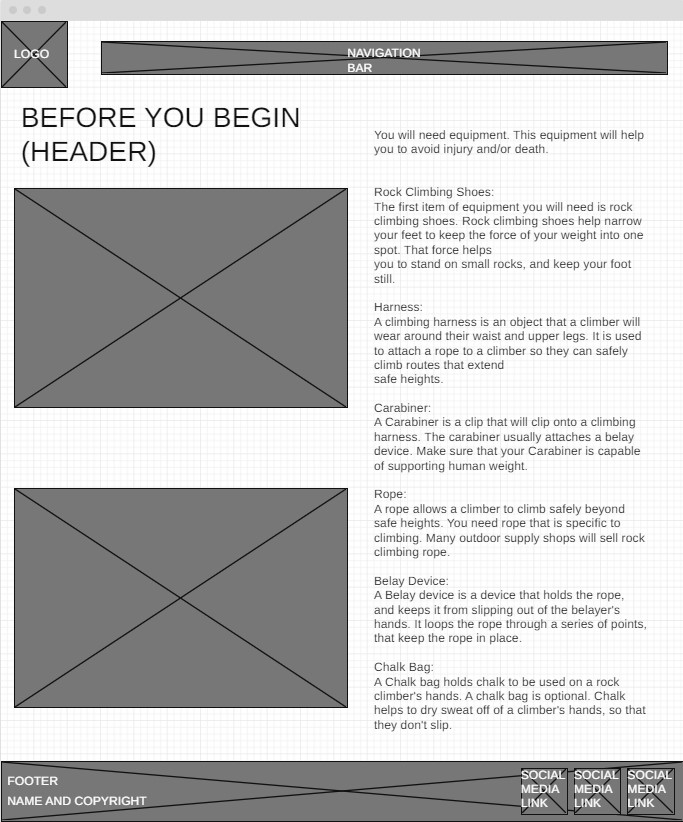 LOGO
NAVIGATION
BAR
BEFORE YOU BEGIN
(HEADER)
You will need equipment. This equipment will help
you to avoid injury and/or death.
Rock Climbing Shoes:
The first item of equipment you will need is rock
climbing shoes. Rock climbing shoes help narrow
your feet to keep the force of your weight into one
spot. That force helps
you to stand on small rocks, and keep your foot
still.
Harness:
A climbing harness is an object that a climber will
wear around their waist and upper legs. It is used
to attach a rope to a climber so they can safely
climb routes that extend
safe heights.
Carabiner:
A Carabiner is a clip that will clip onto a climbing
harness. The carabiner usually attaches a belay
device. Make sure that your Carabiner is capable
of supporting human weight.
Rope:
A rope allows a climber to climb safely beyond
safe heights. You need rope that is specific to
climbing. Many outdoor supply shops will sell rock
climbing rope.
Belay Device:
A Belay device is a device that holds the rope,
and keeps it from slipping out of the belayer's
hands. It loops the rope through a series of points,
that keep the rope in place.
Chalk Bag:
A Chalk bag holds chalk to be used on a rock
climber's hands. A chalk bag is optional. Chalk
helps to dry sweat off of a climber's hands, so that
they don't slip.
FOOTER
NAME AND COPYRIGHT
SOCIAL
MEDIA
LINK
SOCIAL
MEDIA
LINK
SOCIAL
MEDIA
LINK